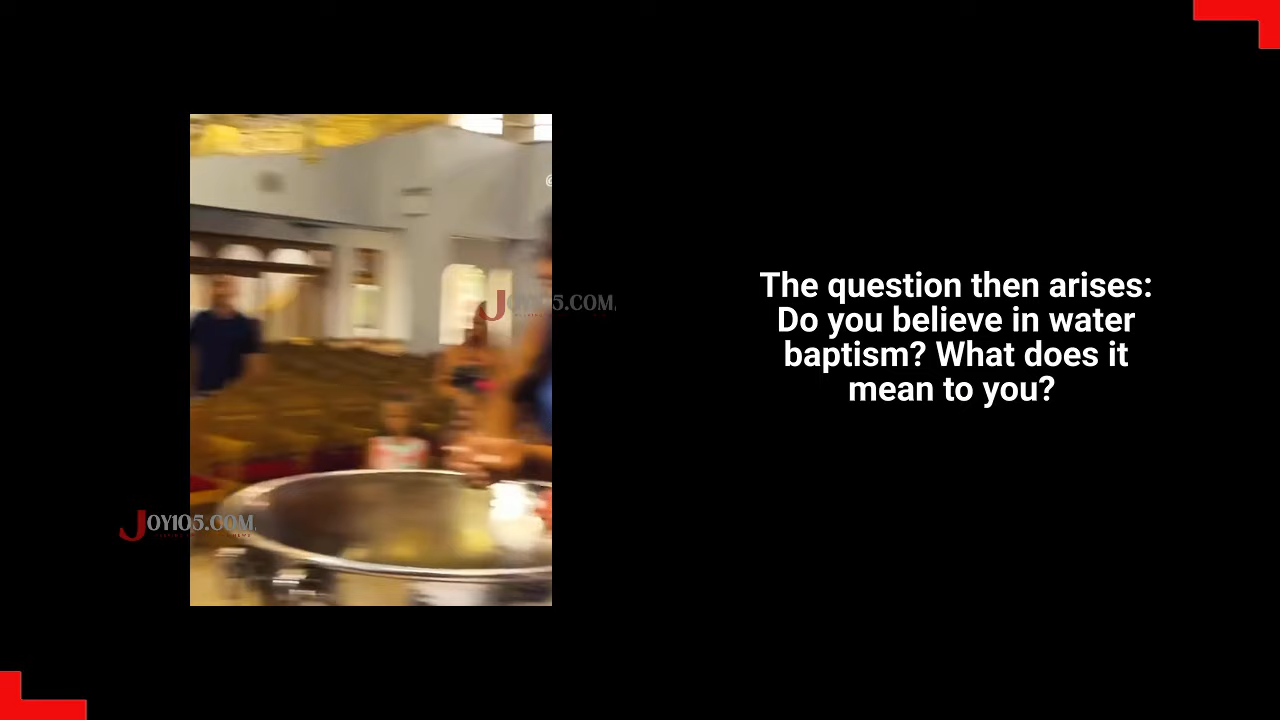 JOY105.COM
The question then arises:
Do you believe in water
baptism? What does it
mean to you?
JOY105.COM